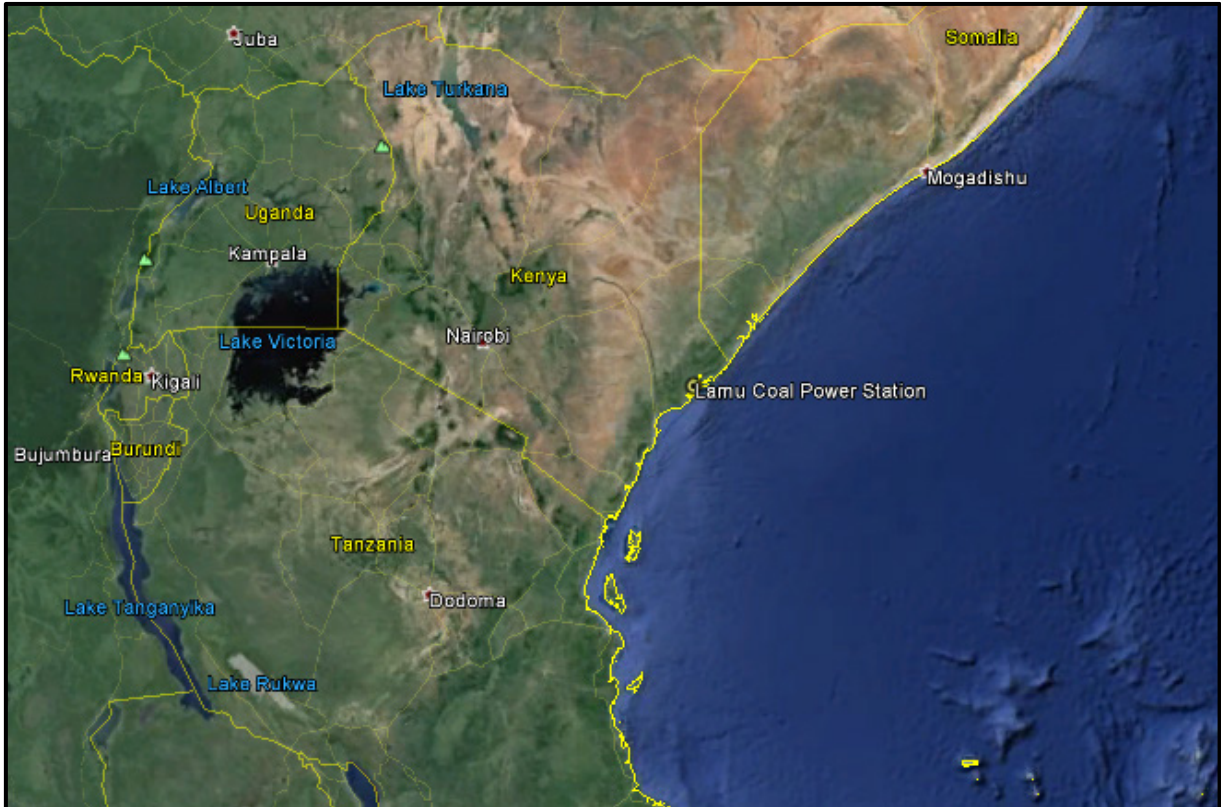 Juba
Somalia
Lake Turkana
Mogadishu
Lake Albert
Uganda
Kampala
Kenya
Nairobi
Lake Victoria
Rwanda
Kigali
Lamu Coal Power Station
Burundi
Bujumbura
Tanzania
Dodoma
Lake Tanganyika
Lake Rukwa